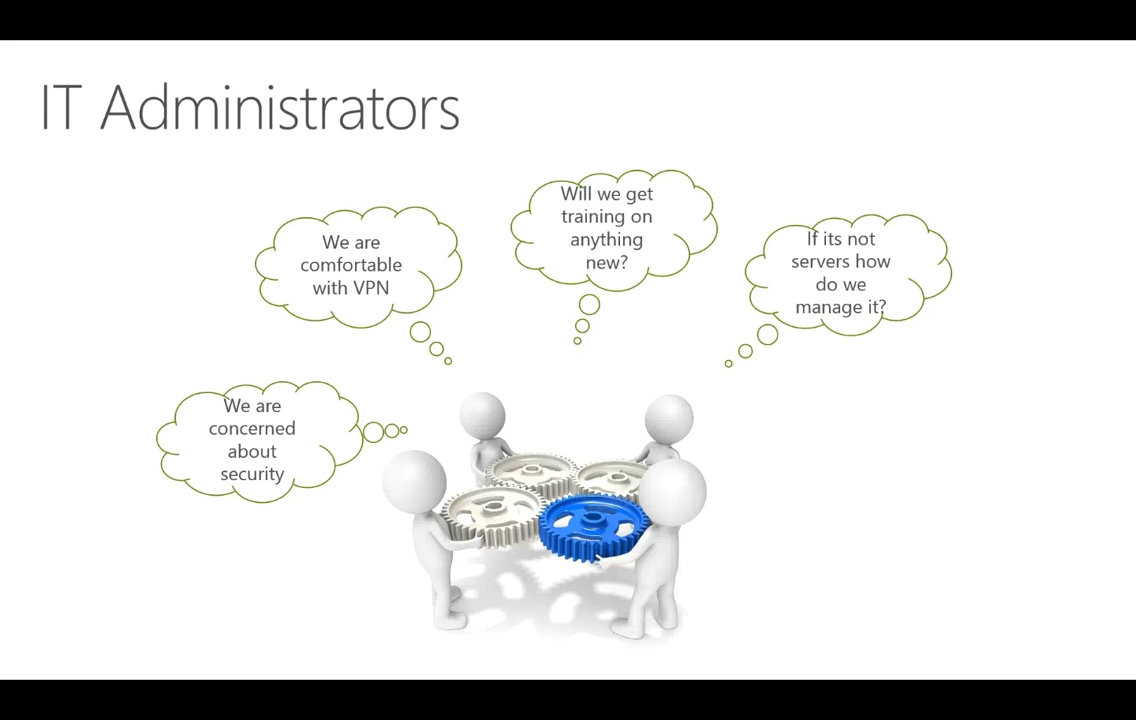 IT Administrators
Will we get
training on
anything
new?
We are
comfortable
with VPN
If its not
servers how
do we
manage it?
We are
concerned
about
security